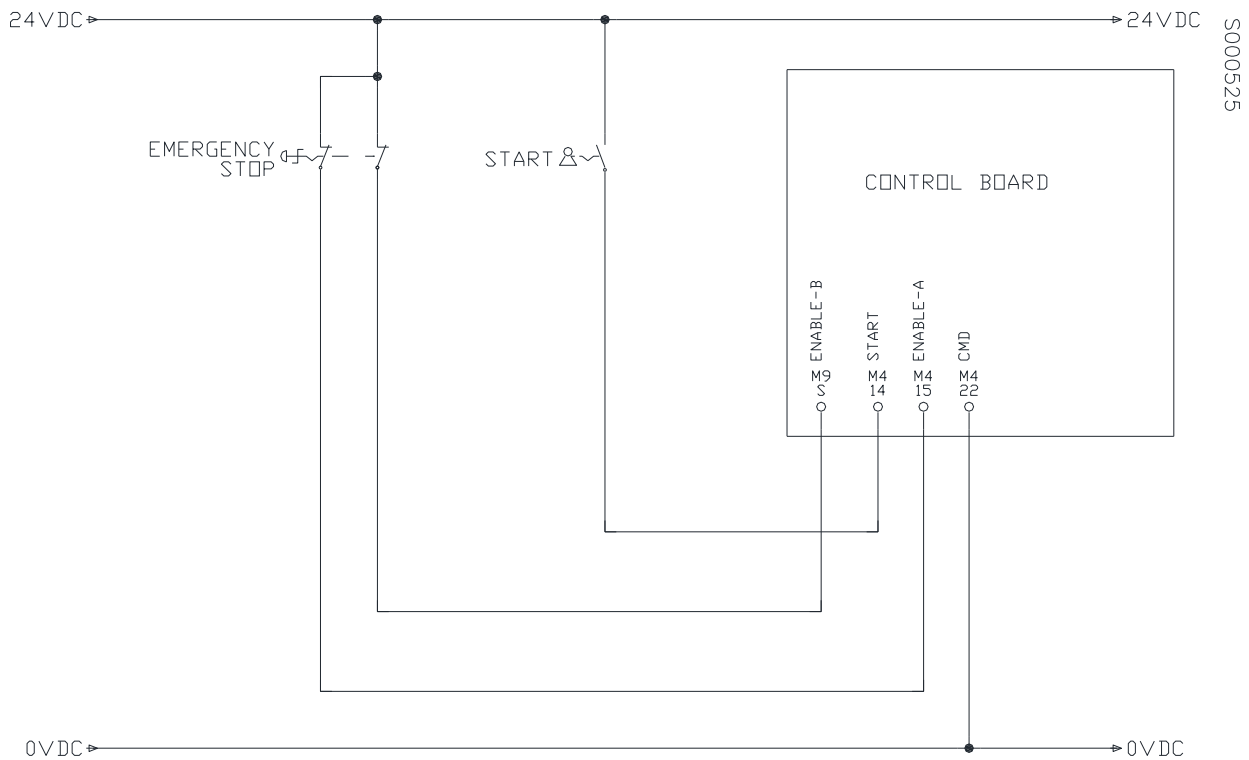 24VDC
24VDC
S000525
EMERGENCY
STOP
START
CONTROL BOARD
ENABLE-B
START
ENABLE-A
CMD
M9
S
M4
14
M4
15
M4
22
0VDC
0VDC